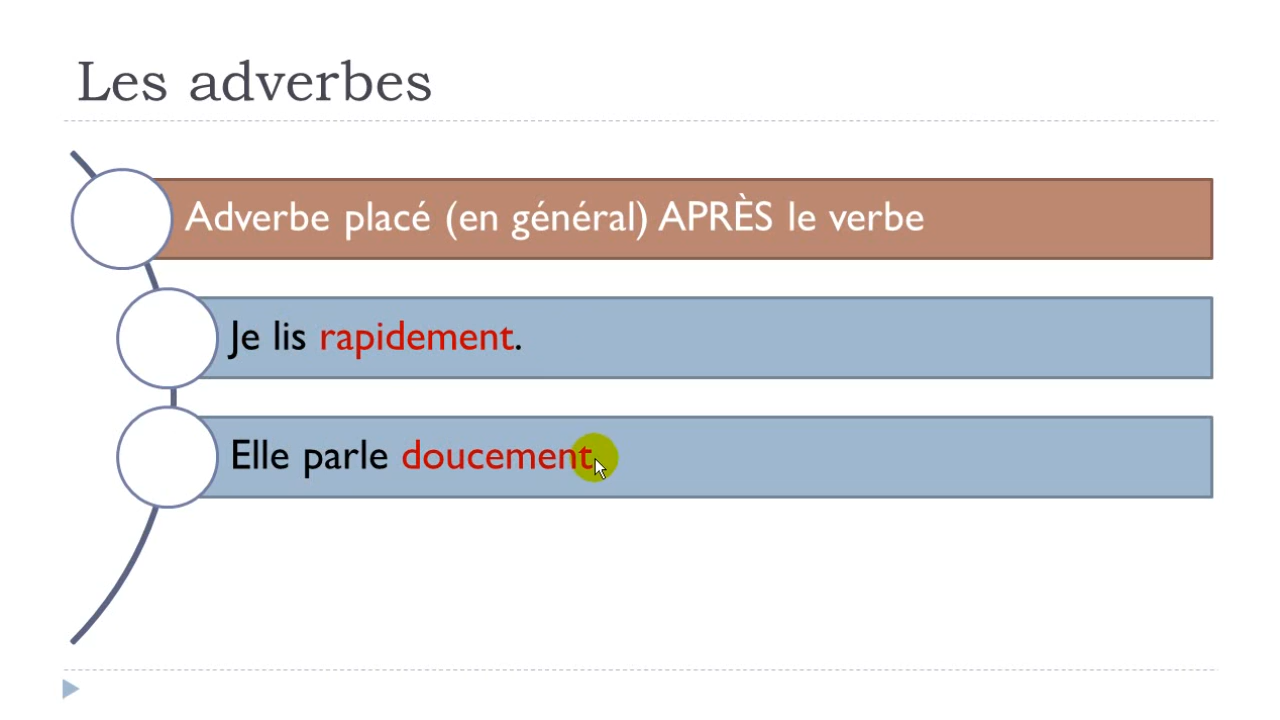 Les adverbes
Adverbe placé (en général) APRÈS le verbe
Je lis rapidement.
Elle parle doucement.